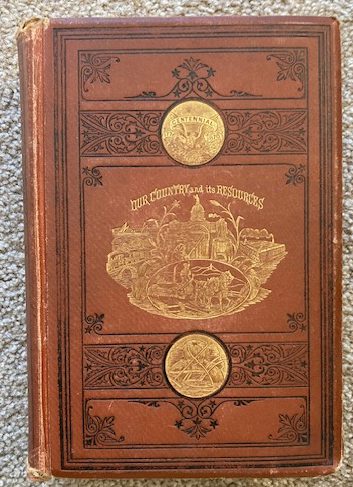 CENTENNIAL
OUR COUNTRY and its RESOURCES